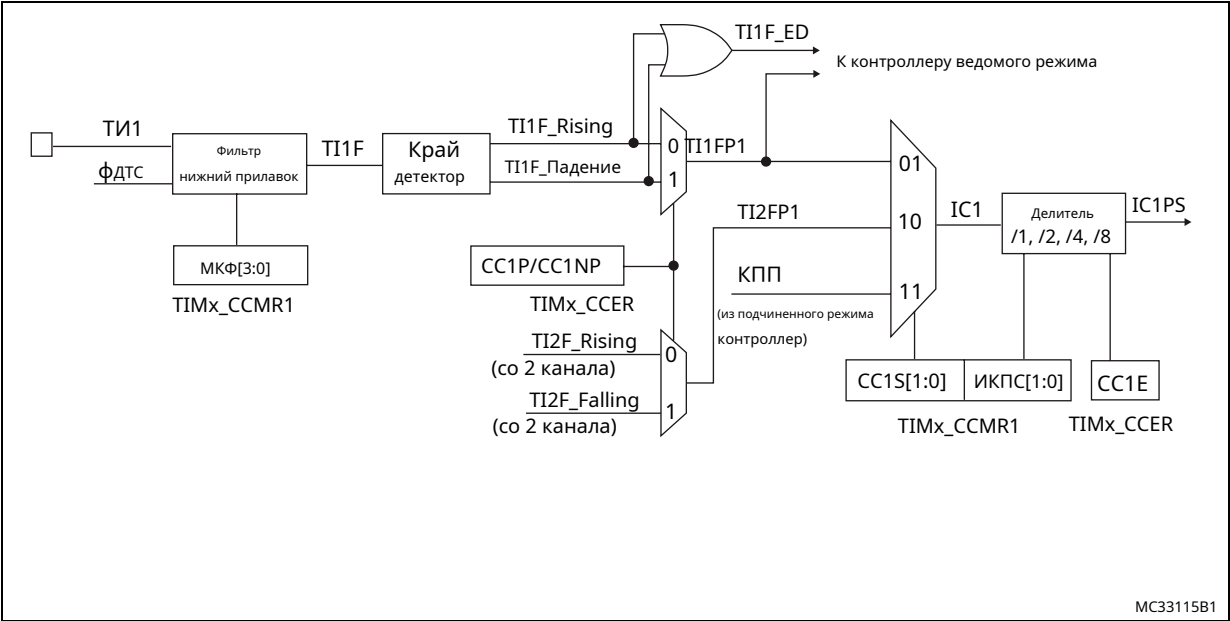 TI1F_ED
К контроллеру ведомого режима
ТИ1
фДТС
Фильтр
нижний прилавок
TI1F
Край
детектор
TI1F_Rising
TI1F_Падение
0
1
TI1FP1
МКФ[3:0]
TIMx_CCMR1
CC1P/CC1NP
TIMx_CCER
TI2F_Rising
(со 2 канала)
TI2F_Falling
(со 2 канала)
0
1
TI2FP1
КПП
(из подчиненного режима
контроллер)
01
10
11
IC1
Делитель
/1, /2, /4, /8
IC1PS
CC1S[1:0]
ИКПС[1:0]
TIMx_CCMR1
CC1E
TIMx_CCER
MC33115B1